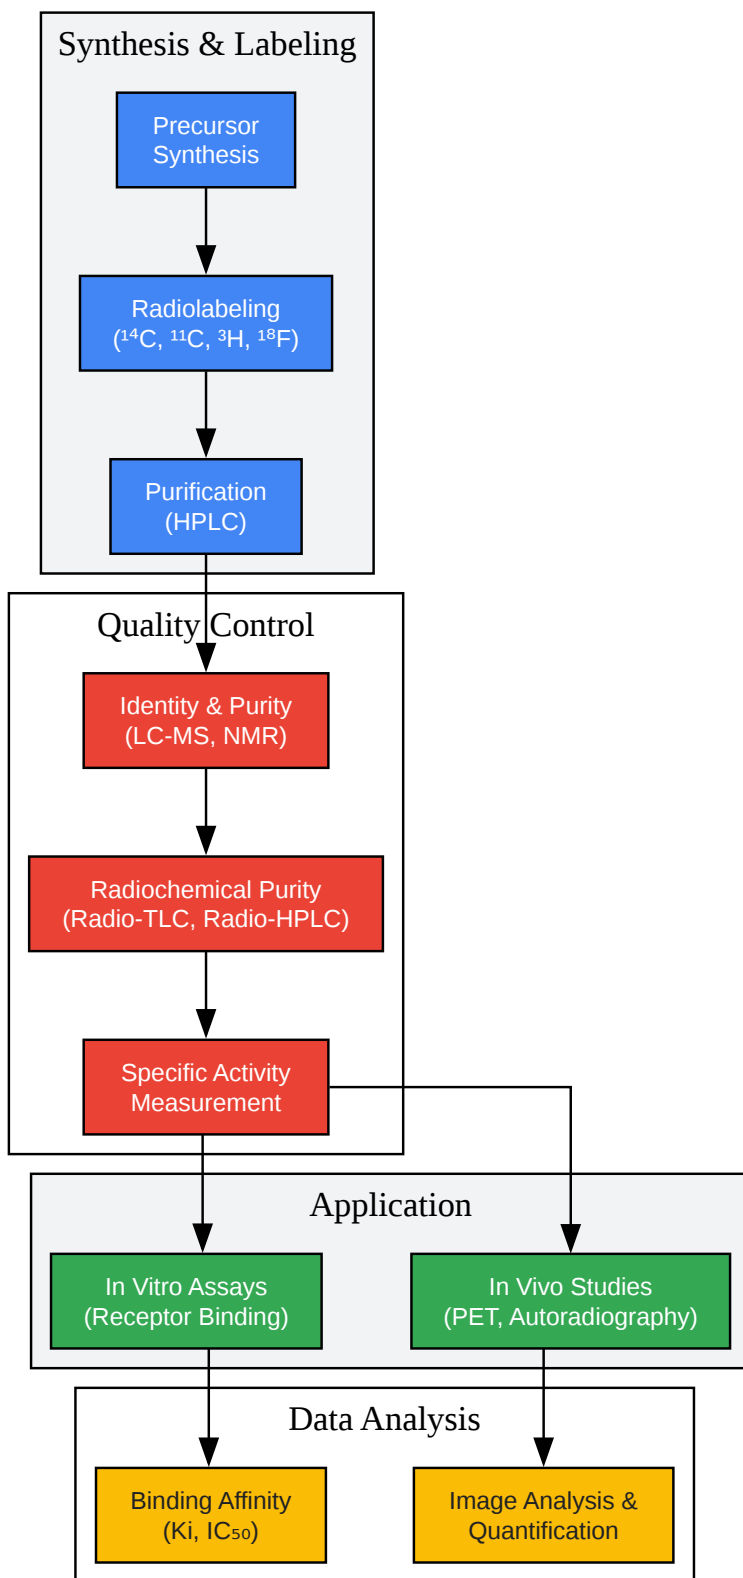 Synthesis & Labeling
Precursor
Synthesis
Radiolabeling
(¹⁴C, ¹¹C, ³H, ¹⁸F)
Purification
(HPLC)
Quality Control
Identity & Purity
(LC-MS, NMR)
Radiochemical Purity
(Radio-TLC, Radio-HPLC)
Specific Activity
Measurement
Application
In Vitro Assays
(Receptor Binding)
In Vivo Studies
(PET, Autoradiography)
Data Analysis
Binding Affinity
(Ki, IC₅₀)
Image Analysis &
Quantification